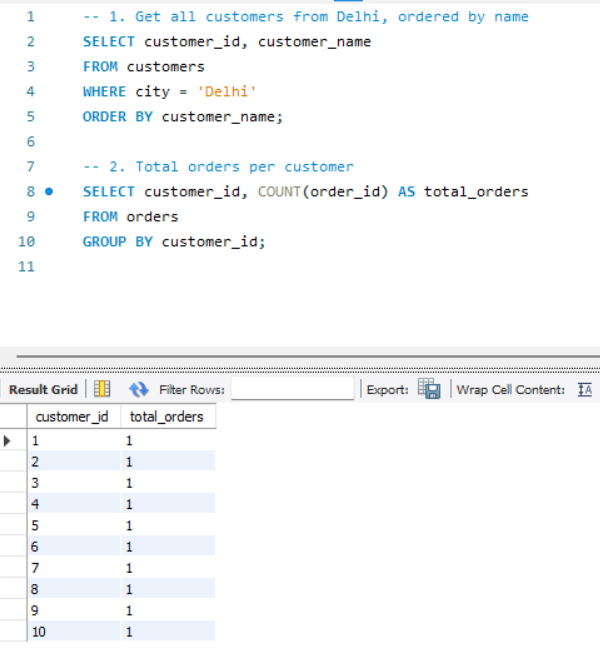 1 -- 1. Get all customers from Delhi, ordered by name
2 SELECT customer_id, customer_name
3 FROM customers
4 WHERE city = 'Delhi'
5 ORDER BY customer_name;
6
7 -- 2. Total orders per customer
8 SELECT customer_id, COUNT(order_id) AS total_orders
9 FROM orders
10 GROUP BY customer_id;
11
Result Grid Filter Rows: Export: Wrap Cell Content: IA
customer_id total_orders
1 1
2 1
3 1
4 1
5 1
6 1
7 1
8 1
9 1
10 1